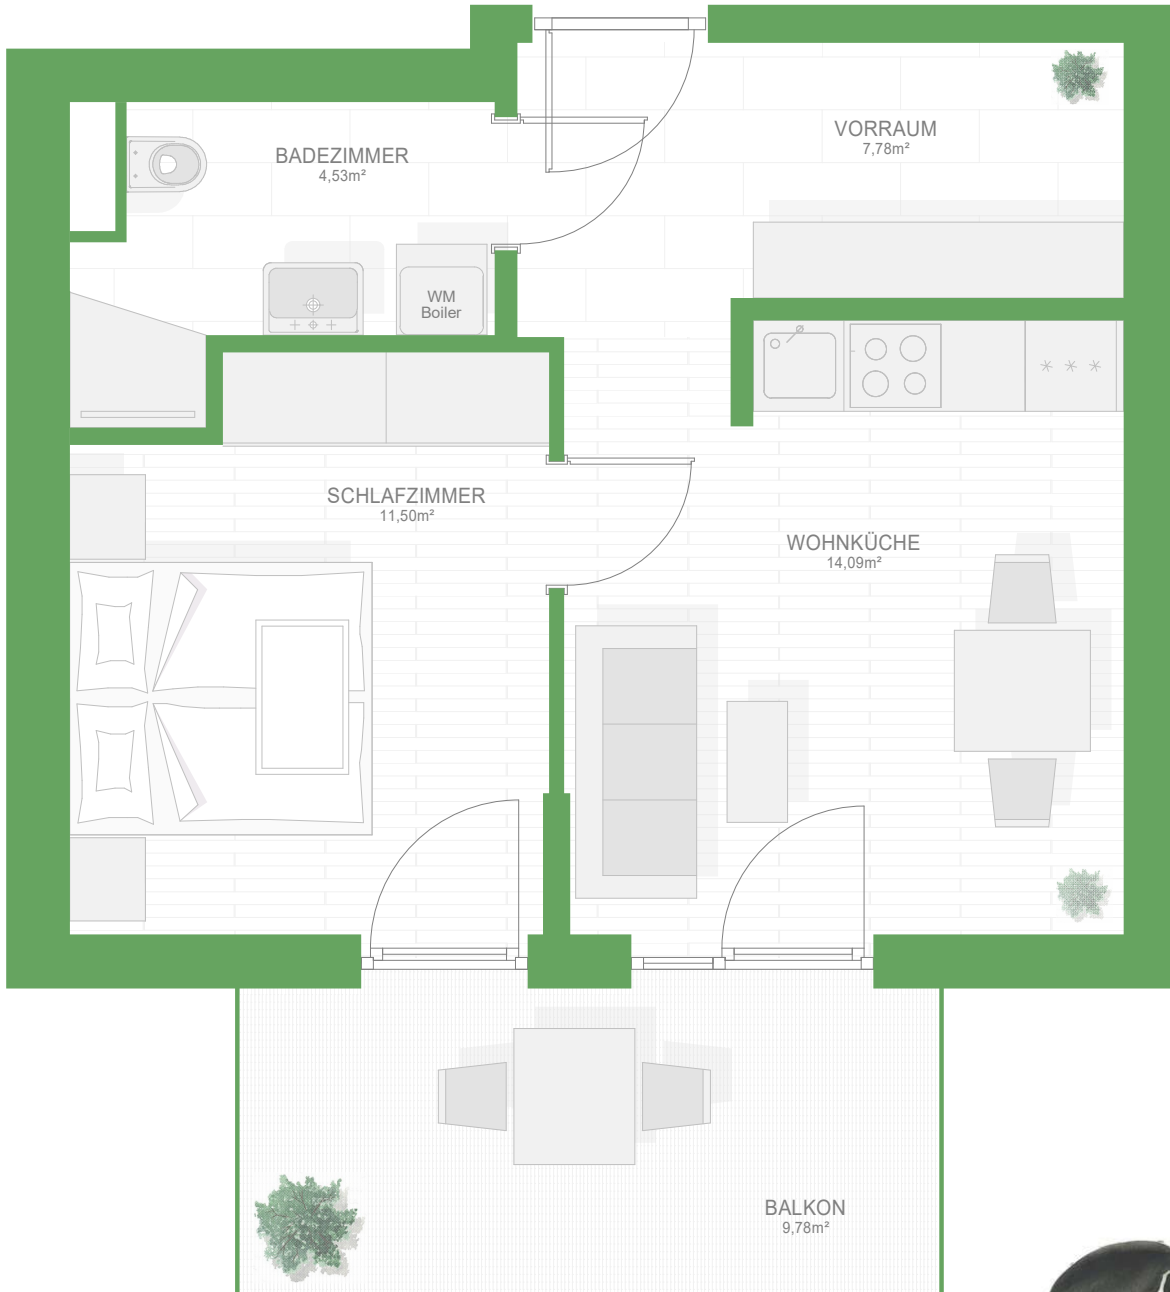 VORRAUM
7,78m²
BADEZIMMER
4,53m²
WM
Boiler
SCHLAFZIMMER
11,50m²
WOHNKÜCHE
14,09m²
BALKON
9,78m²